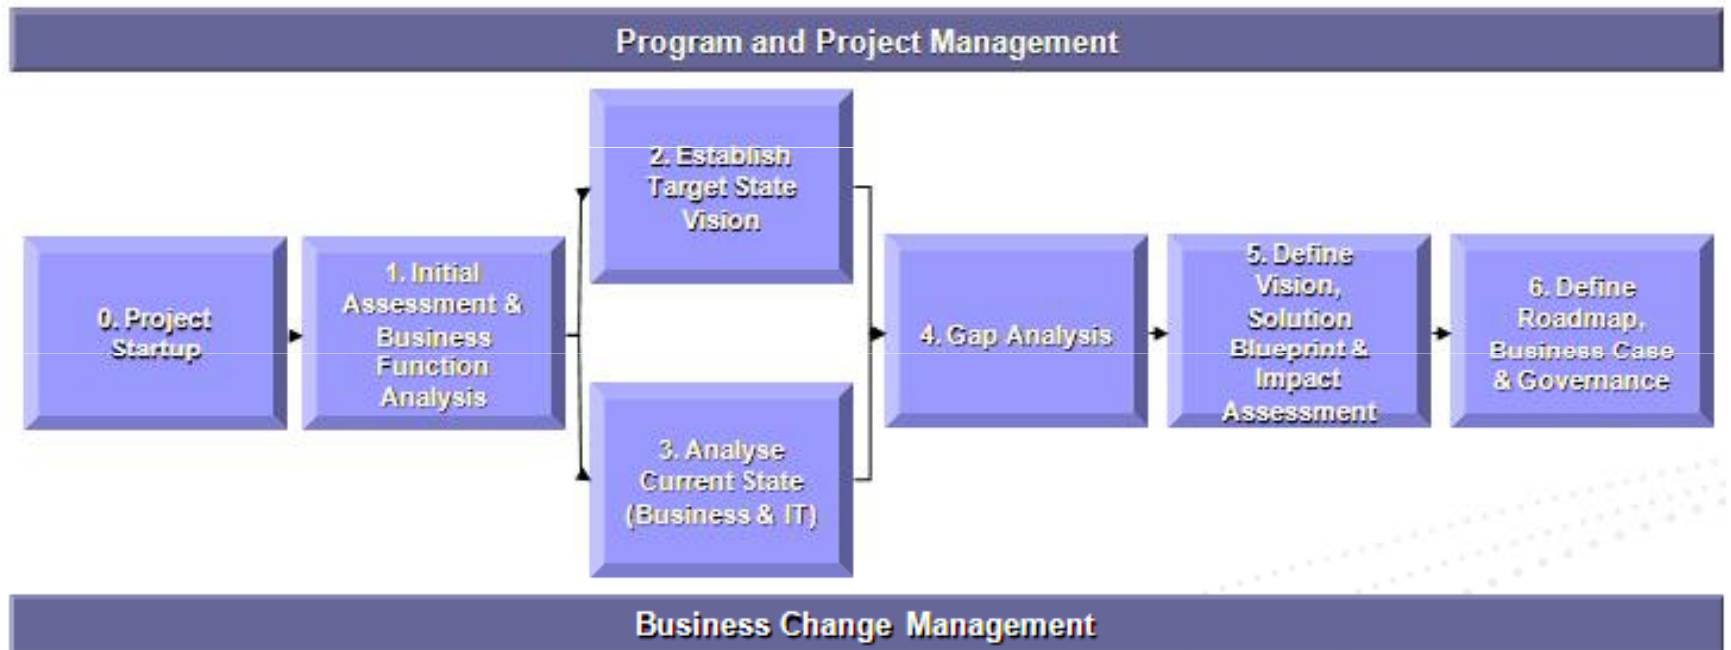 Program and Project Management
0. Project
Startup
1. Initial
Assessment &
Business
Function
Analysis
2. Establish
Target State
Vision
3. Analyse
Current State
(Business & IT)
4. Gap Analysis
5. Define
Vision,
Solution
Blueprint &
Impact
Assessment
6. Define
Roadmap,
Business Case
& Governance
Business Change Management